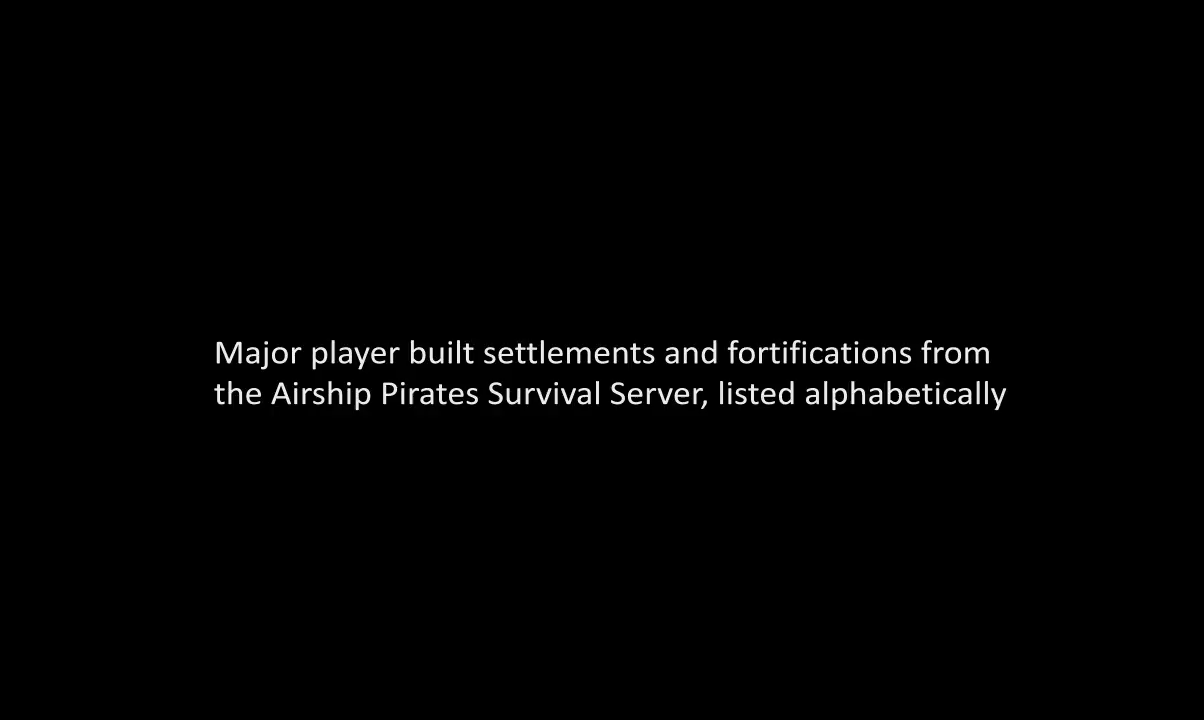 Major player built settlements and fortifications from
the Airship Pirates Survival Server, listed alphabetically